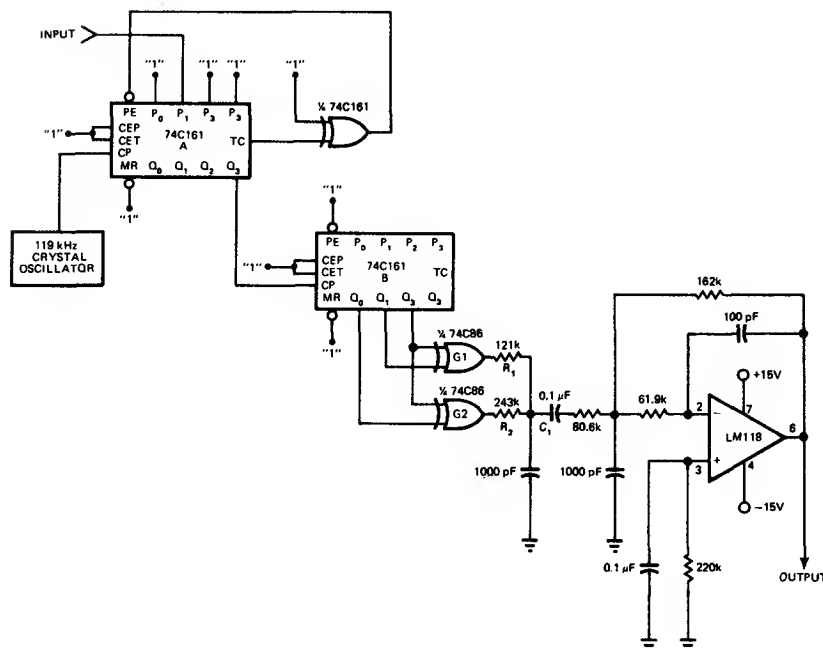 INPUT
"1" "1" "1" "1"
¼ 74C161
PE P0 P1 P3 P3
CEP
CET
CP
MR
74C161
A
TC
Q0 Q1 Q2 Q3
"1"
"1"
119 kHz
CRYSTAL
OSCILLATOR
"1"
PE P0 P1 P2 P3
CEP
CET
CP
MR
74C161
B
TC
Q0 Q1 Q3 Q3
"1"
"1"
¼ 74C86
G1
121k
R1
¼ 74C86
G2
243k
R2
0.1 μF
C1
80.6k
1000 pF
1000 pF
162k
100 pF
61.9k
+15V
2
7
−
LM118
6
+
3
4
−15V
0.1 μF
220k
OUTPUT